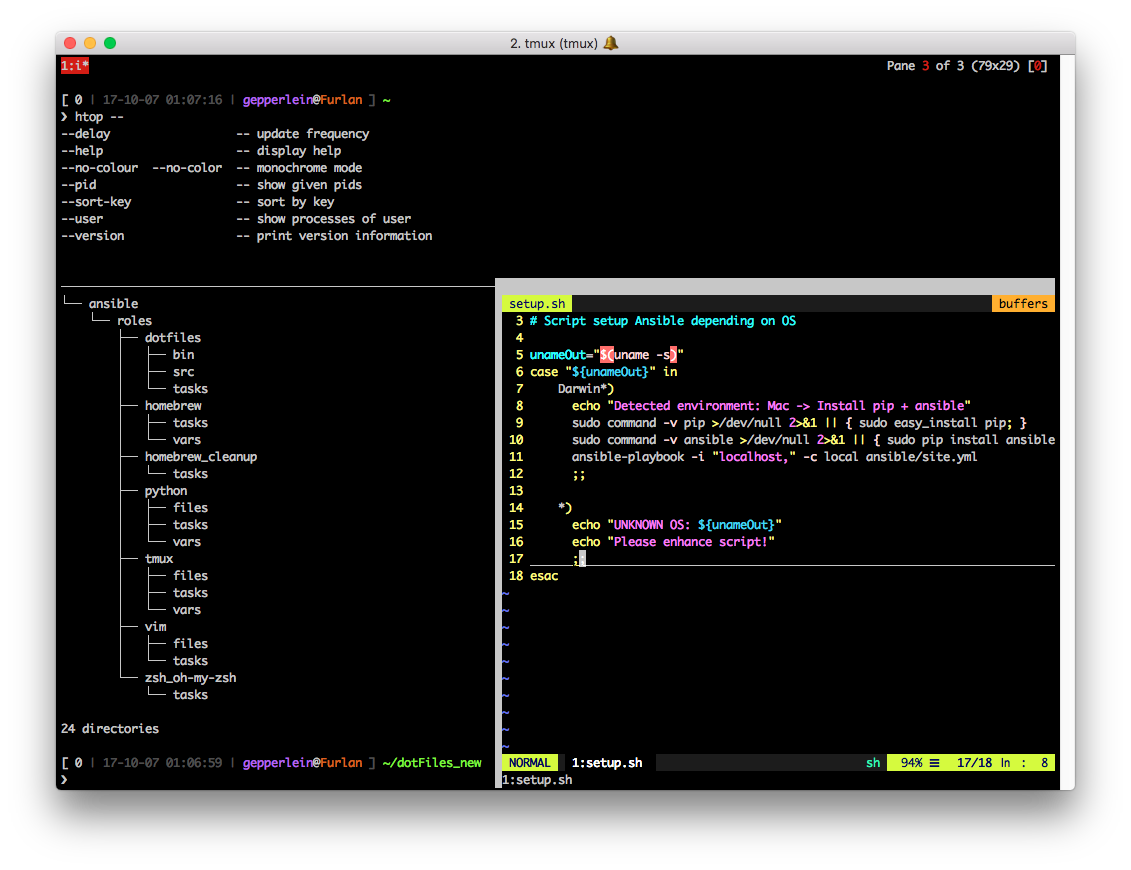 2. tmux (tmux) 🔔
1:i*
Pane 3 of 3 (79x29) [0]
[ 0 | 17-10-07 01:07:16 | gepperlein@Furlan ] ~
❯ htop --
--delay                  -- update frequency
--help                   -- display help
--no-colour  --no-color  -- monochrome mode
--pid                    -- show given pids
--sort-key               -- sort by key
--user                   -- show processes of user
--version                -- print version information
└── ansible
    └── roles
        ├── dotfiles
        │   ├── bin
        │   ├── src
        │   └── tasks
        ├── homebrew
        │   ├── tasks
        │   └── vars
        ├── homebrew_cleanup
        │   └── tasks
        ├── python
        │   ├── files
        │   ├── tasks
        │   └── vars
        ├── tmux
        │   ├── files
        │   ├── tasks
        │   └── vars
        ├── vim
        │   ├── files
        │   └── tasks
        └── zsh_oh-my-zsh
            └── tasks
24 directories
[ 0 | 17-10-07 01:06:59 | gepperlein@Furlan ] ~/dotFiles_new
❯
setup.sh
buffers
3 # Script setup Ansible depending on OS
4
5 unameOut="$(uname -s)"
6 case "${unameOut}" in
7     Darwin*)
8       echo "Detected environment: Mac -> Install pip + ansible"
9       sudo command -v pip >/dev/null 2>&1 || { sudo easy_install pip; }
10       sudo command -v ansible >/dev/null 2>&1 || { sudo pip install ansible
11       ansible-playbook -i "localhost," -c local ansible/site.yml
12       ;;
13
14     *)
15       echo "UNKNOWN OS: ${unameOut}"
16       echo "Please enhance script!"
17       ;;
18 esac
~
~
~
~
~
~
~
~
~
~
NORMAL  1:setup.sh  sh  94% ☰  17/18 ln :  8
1:setup.sh